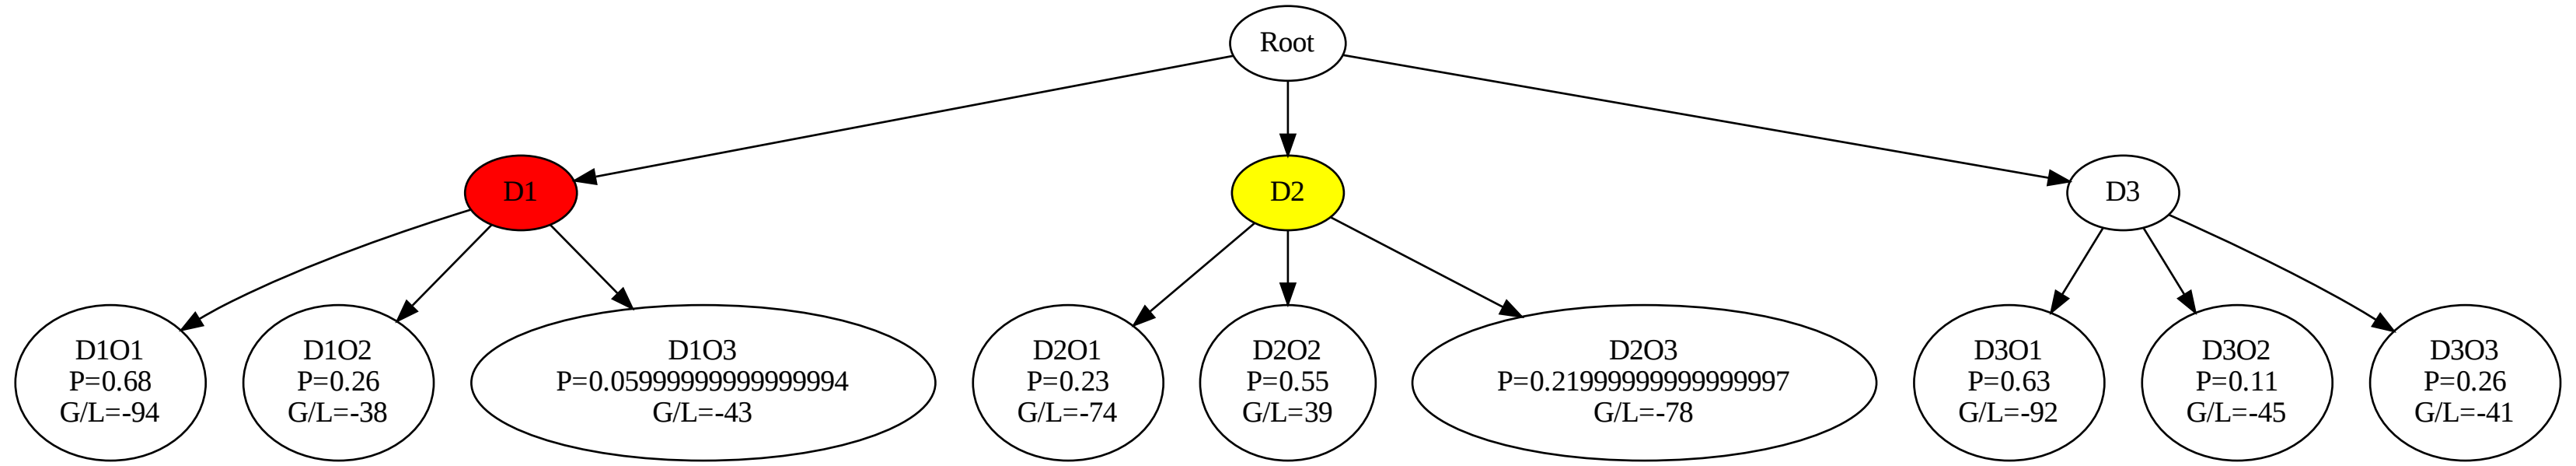 Root
D1
D2
D3
D1O1
P=0.68
G/L=-94
D1O2
P=0.26
G/L=-38
D1O3
P=0.05999999999999994
G/L=-43
D2O1
P=0.23
G/L=-74
D2O2
P=0.55
G/L=39
D2O3
P=0.21999999999999997
G/L=-78
D3O1
P=0.63
G/L=-92
D3O2
P=0.11
G/L=-45
D3O3
P=0.26
G/L=-41